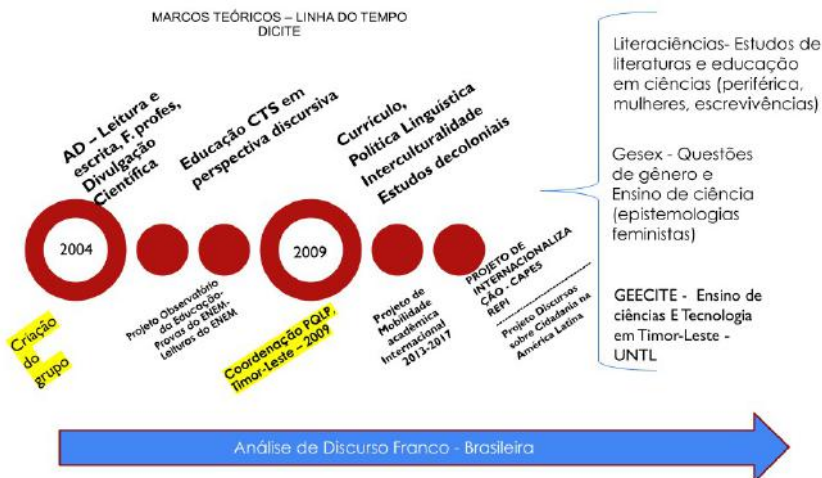 MARCOS TEÓRICOS – LINHA DO TEMPO
DICITE
AD – Leitura e
escrita, F. profes,
Divulgação
Científica
Educação CTS em
perspectiva discursiva
Currículo,
Política Linguística
Interculturalidade
Estudos decoloniais
2004
2009
Criação
do
grupo
Projeto Observatório
da Educação-
Provas do ENEM-
Leituras do ENEM
Coordenação PQLP,
Timor-Leste – 2009
Projeto de
Mobilidade
acadêmica
Internacional
2013-2017
PROJETO DE
INTERNACIONALIZA
ÇÃO - CAPES
REPI
Projeto Discursos
sobre Cidadania na
América Latina
Literaciências- Estudos de
literaturas e educação
em ciências (periférica,
mulheres, escrevivências)
Gesex - Questões
de gênero e
Ensino de ciência
(epistemologias
feministas)
GEECITE - Ensino de
ciências E Tecnologia
em Timor-Leste -
UNTL
Análise de Discurso Franco - Brasileira